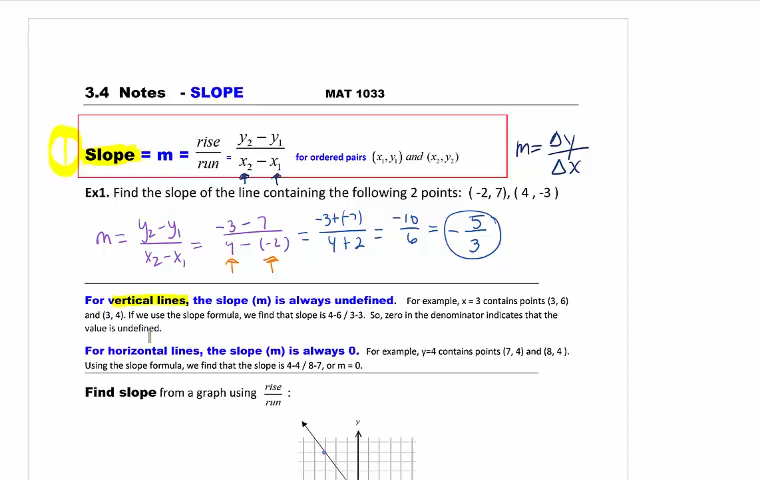 3.4 Notes - SLOPE MAT 1033
Slope = m = rise/run = y₂ − y₁ / x₂ − x₁ for ordered pairs (x₁, y₁) and (x₂, y₂)
m = Δy/Δx
Ex1. Find the slope of the line containing the following 2 points: ( -2, 7), ( 4 , -3 )
m = y₂ − y₁ / x₂ − x₁ = -3 - 7 / 4 - (-2) = -3+(-7) / 4+2 = -10/6 = - 5/3
For vertical lines, the slope (m) is always undefined. For example, x = 3 contains points (3, 6)
and (3, 4). If we use the slope formula, we find that slope is 4-6 / 3-3. So, zero in the denominator indicates that the
value is undefined.
For horizontal lines, the slope (m) is always 0. For example, y=4 contains points (7, 4) and (8, 4 ).
Using the slope formula, we find that the slope is 4-4 / 8-7, or m = 0.
Find slope from a graph using rise/run :
y